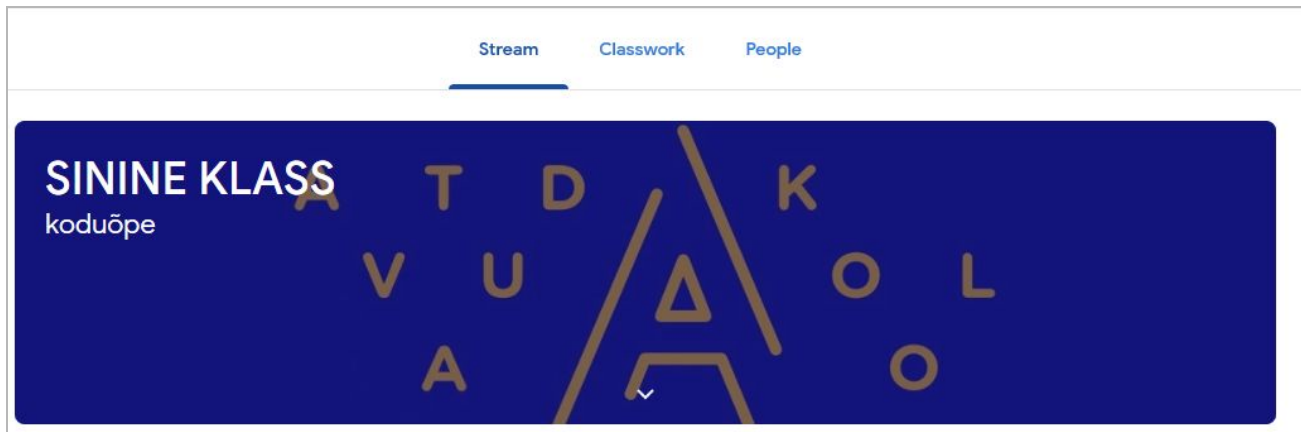 Stream Classwork People
SININE KLASS
koduõpe
A T D K
V U A O L
A O